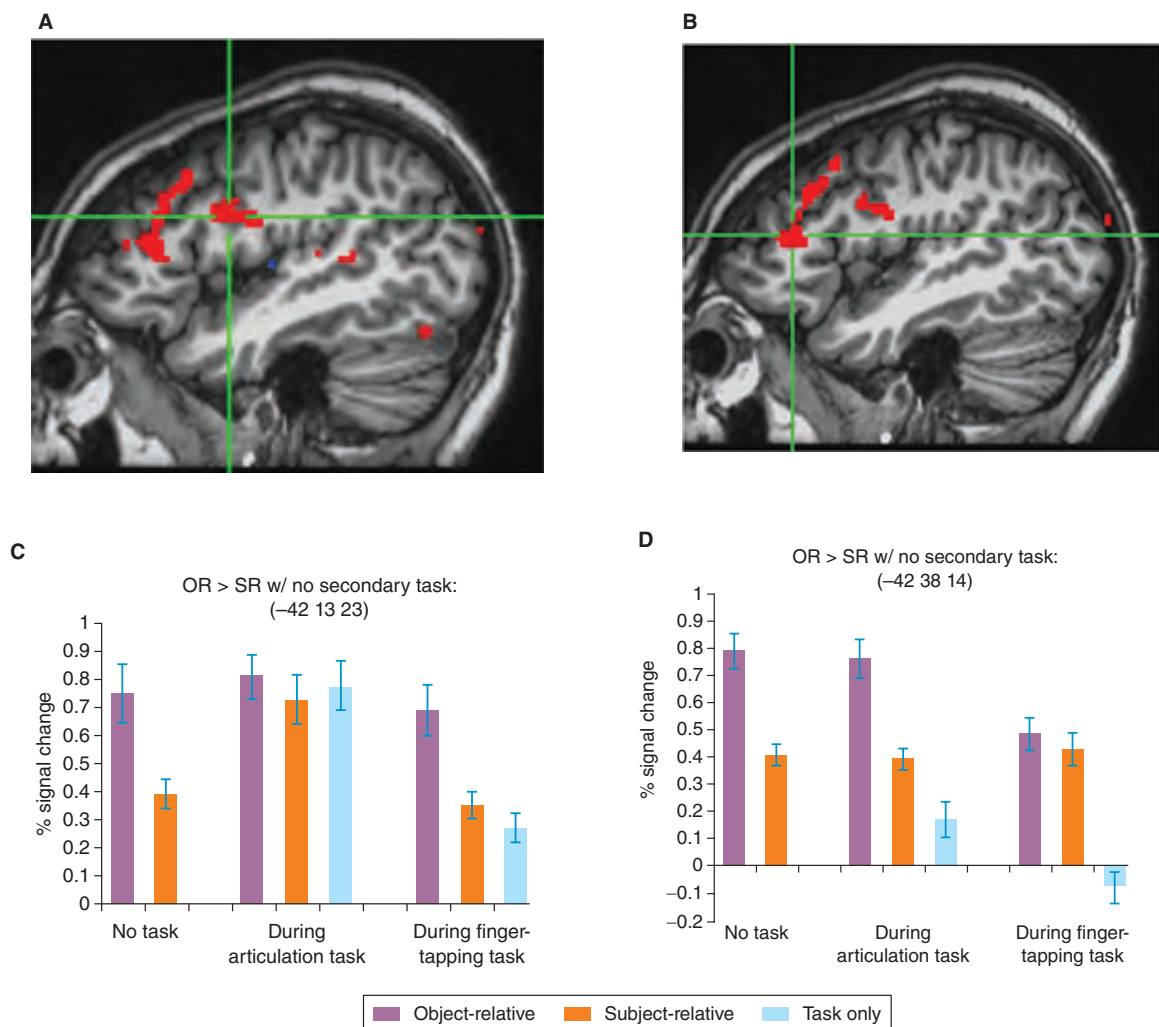 A
B
C
OR > SR w/ no secondary task:
(–42 13 23)
% signal change
1
0.9
0.8
0.7
0.6
0.5
0.4
0.3
0.2
0.1
0
No task
During
articulation task
During finger-
tapping task
D
OR > SR w/ no secondary task:
(–42 38 14)
% signal change
1
0.9
0.8
0.7
0.6
0.5
0.4
0.3
0.2
0.1
0
–0.1
–0.2
No task
During
articulation task
During finger-
tapping task
Object-relative
Subject-relative
Task only